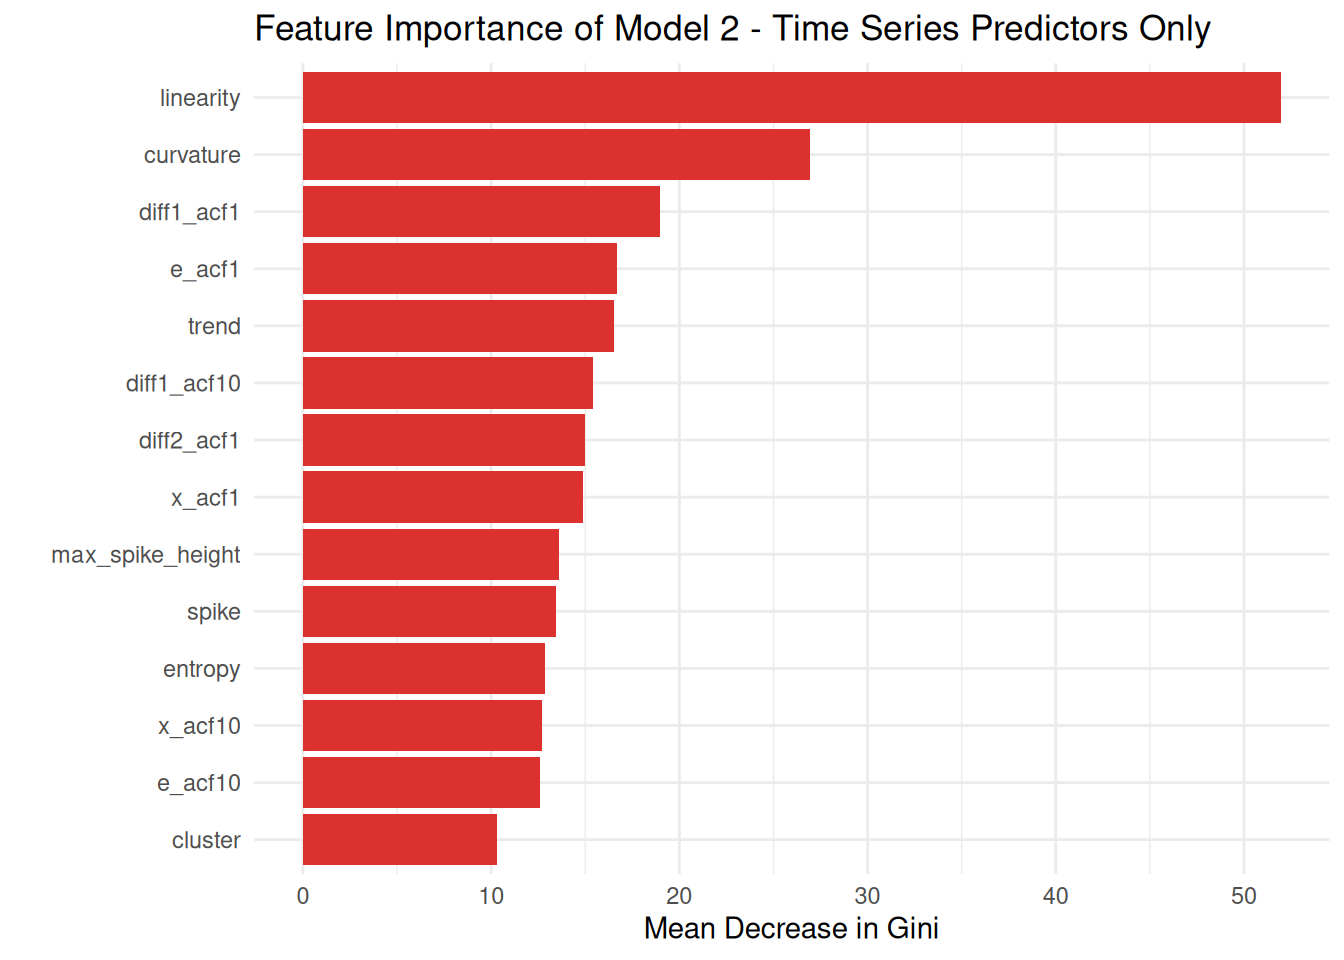 Feature Importance of Model 2 - Time Series Predictors Only
linearity
curvature
diff1_acf1
e_acf1
trend
diff1_acf10
diff2_acf1
x_acf1
max_spike_height
spike
entropy
x_acf10
e_acf10
cluster
0 10 20 30 40 50
Mean Decrease in Gini